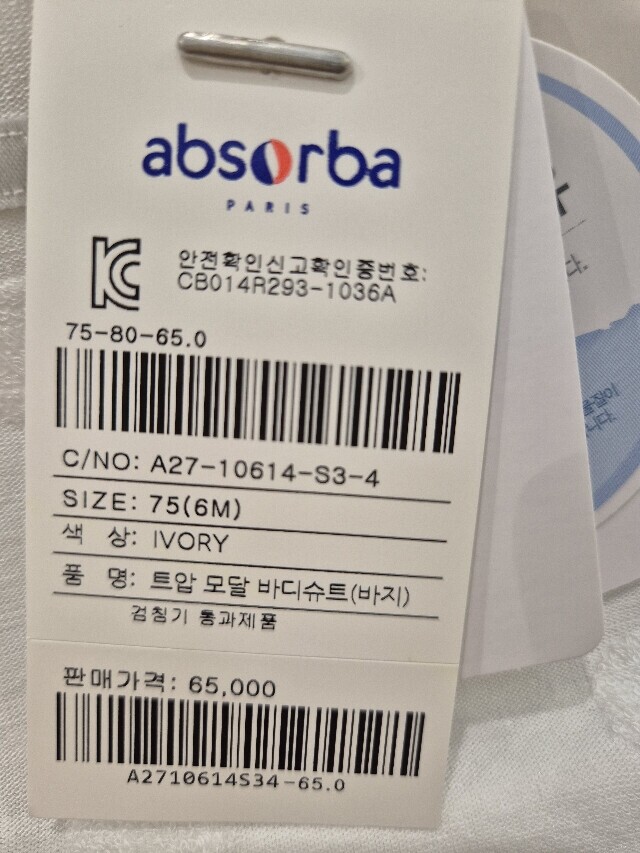 absorba
PARIS
안전확인신고확인증번호:
CB014R293-1036A
75-80-65.0
C/NO: A27-10614-S3-4
SIZE: 75(6M)
색 상: IVORY
품 명: 트압 모달 바디슈트(바지)
검침기 통과제품
판매가격: 65,000
A2710614S34-65.0